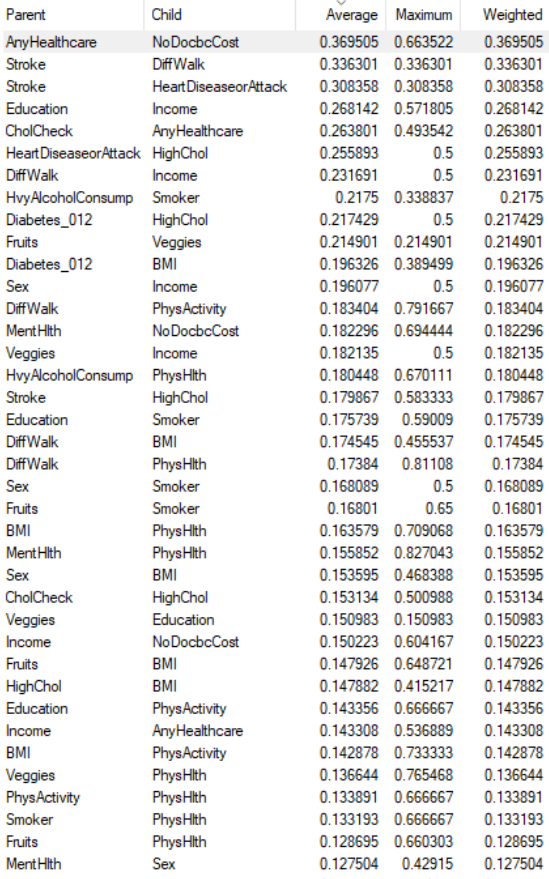 Parent Child Average Maximum Weighted
AnyHealthcare NoDocbcCost 0.369505 0.663522 0.369505
Stroke DiffWalk 0.336301 0.336301 0.336301
Stroke HeartDiseaseorAttack 0.308358 0.308358 0.308358
Education Income 0.268142 0.571805 0.268142
CholCheck AnyHealthcare 0.263801 0.493542 0.263801
HeartDiseaseorAttack HighChol 0.255893 0.5 0.255893
DiffWalk Income 0.231691 0.5 0.231691
HvyAlcoholConsump Smoker 0.2175 0.338837 0.2175
Diabetes_012 HighChol 0.217429 0.5 0.217429
Fruits Veggies 0.214901 0.214901 0.214901
Diabetes_012 BMI 0.196326 0.389499 0.196326
Sex Income 0.196077 0.5 0.196077
DiffWalk PhysActivity 0.183404 0.791667 0.183404
MentHlth NoDocbcCost 0.182296 0.694444 0.182296
Veggies Income 0.182135 0.5 0.182135
HvyAlcoholConsump PhysHlth 0.180448 0.670111 0.180448
Stroke HighChol 0.179867 0.583333 0.179867
Education Smoker 0.175739 0.59009 0.175739
DiffWalk BMI 0.174545 0.455537 0.174545
DiffWalk PhysHlth 0.17384 0.81108 0.17384
Sex Smoker 0.168089 0.5 0.168089
Fruits Smoker 0.16801 0.65 0.16801
BMI PhysHlth 0.163579 0.709068 0.163579
MentHlth PhysHlth 0.155852 0.827043 0.155852
Sex BMI 0.153595 0.468388 0.153595
CholCheck HighChol 0.153134 0.500988 0.153134
Veggies Education 0.150983 0.150983 0.150983
Income NoDocbcCost 0.150223 0.604167 0.150223
Fruits BMI 0.147926 0.648721 0.147926
HighChol BMI 0.147882 0.415217 0.147882
Education PhysActivity 0.143356 0.666667 0.143356
Income AnyHealthcare 0.143308 0.536889 0.143308
BMI PhysActivity 0.142878 0.733333 0.142878
Veggies PhysHlth 0.136644 0.765468 0.136644
PhysActivity PhysHlth 0.133891 0.666667 0.133891
Smoker PhysHlth 0.133193 0.666667 0.133193
Fruits PhysHlth 0.128695 0.660303 0.128695
MentHlth Sex 0.127504 0.42915 0.127504